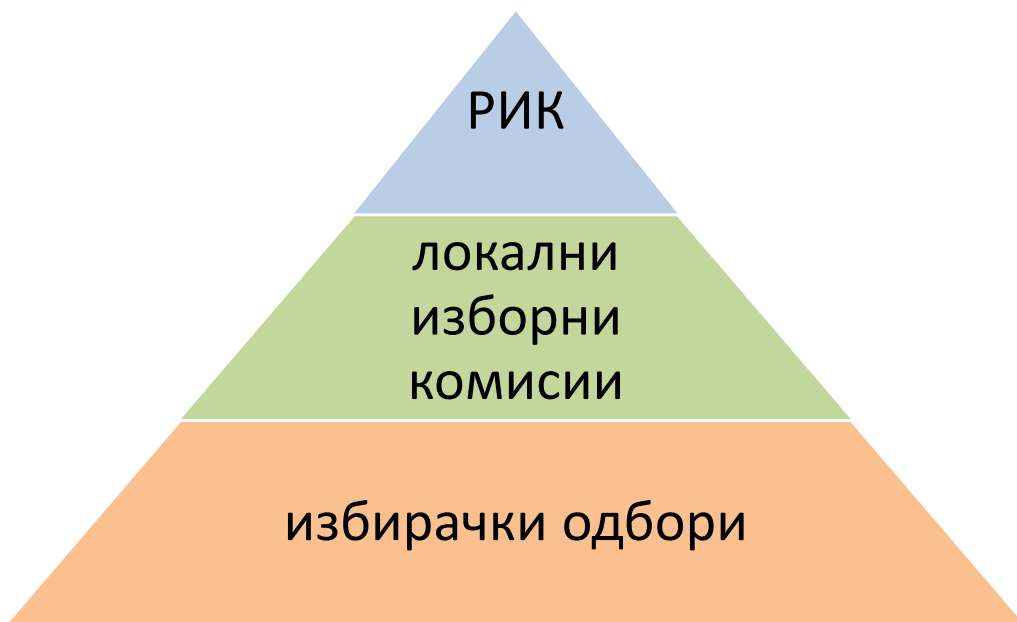 РИК
локални
изборни
комисии
избирачки одбори